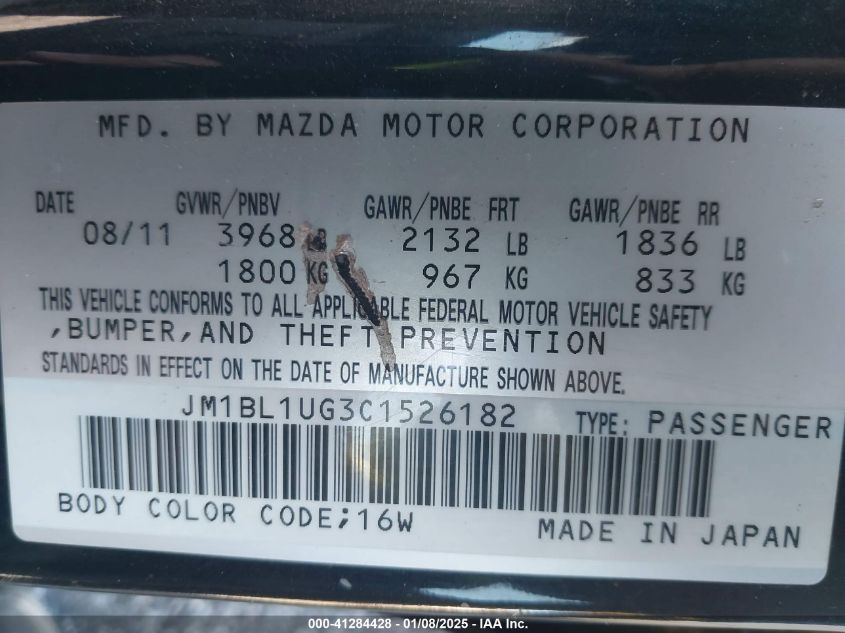 MFD. BY MAZDA MOTOR CORPORATION
DATE GVWR/PNBV GAWR/PNBE FRT GAWR/PNBE RR
08/11 3968 LB 2132 LB 1836 LB
1800 KG 967 KG 833 KG
THIS VEHICLE CONFORMS TO ALL APPLICABLE FEDERAL MOTOR VEHICLE SAFETY
,BUMPER,AND THEFT PREVENTION
STANDARDS IN EFFECT ON THE DATE OF MANUFACTURE SHOWN ABOVE.
JM1BL1UG3C1526182 TYPE: PASSENGER
BODY COLOR CODE;16W MADE IN JAPAN
000-41284428 - 01/08/2025 - IAA Inc.